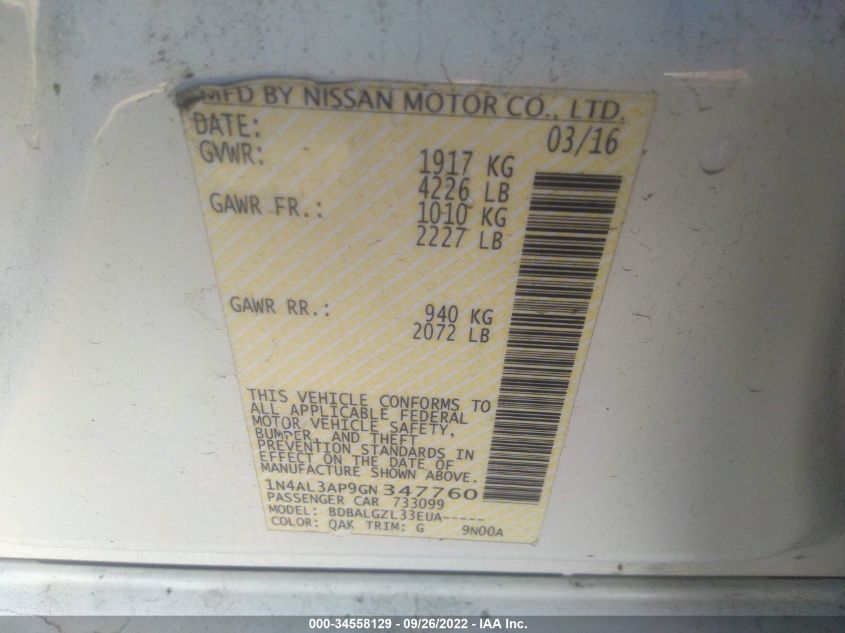 MFD BY NISSAN MOTOR CO., LTD.
DATE: 03/16
GVWR: 1917 KG
4226 LB
GAWR FR.: 1010 KG
2227 LB
GAWR RR.: 940 KG
2072 LB
THIS VEHICLE CONFORMS TO
ALL APPLICABLE FEDERAL
MOTOR VEHICLE SAFETY,
BUMPER, AND THEFT
PREVENTION STANDARDS IN
EFFECT ON THE DATE OF
MANUFACTURE SHOWN ABOVE.
1N4AL3AP9GN347760
PASSENGER CAR 733099
MODEL: BDBALGZL33EUA-----
COLOR: QAK TRIM: G 9N00A
000-34558129 - 09/26/2022 - IAA Inc.